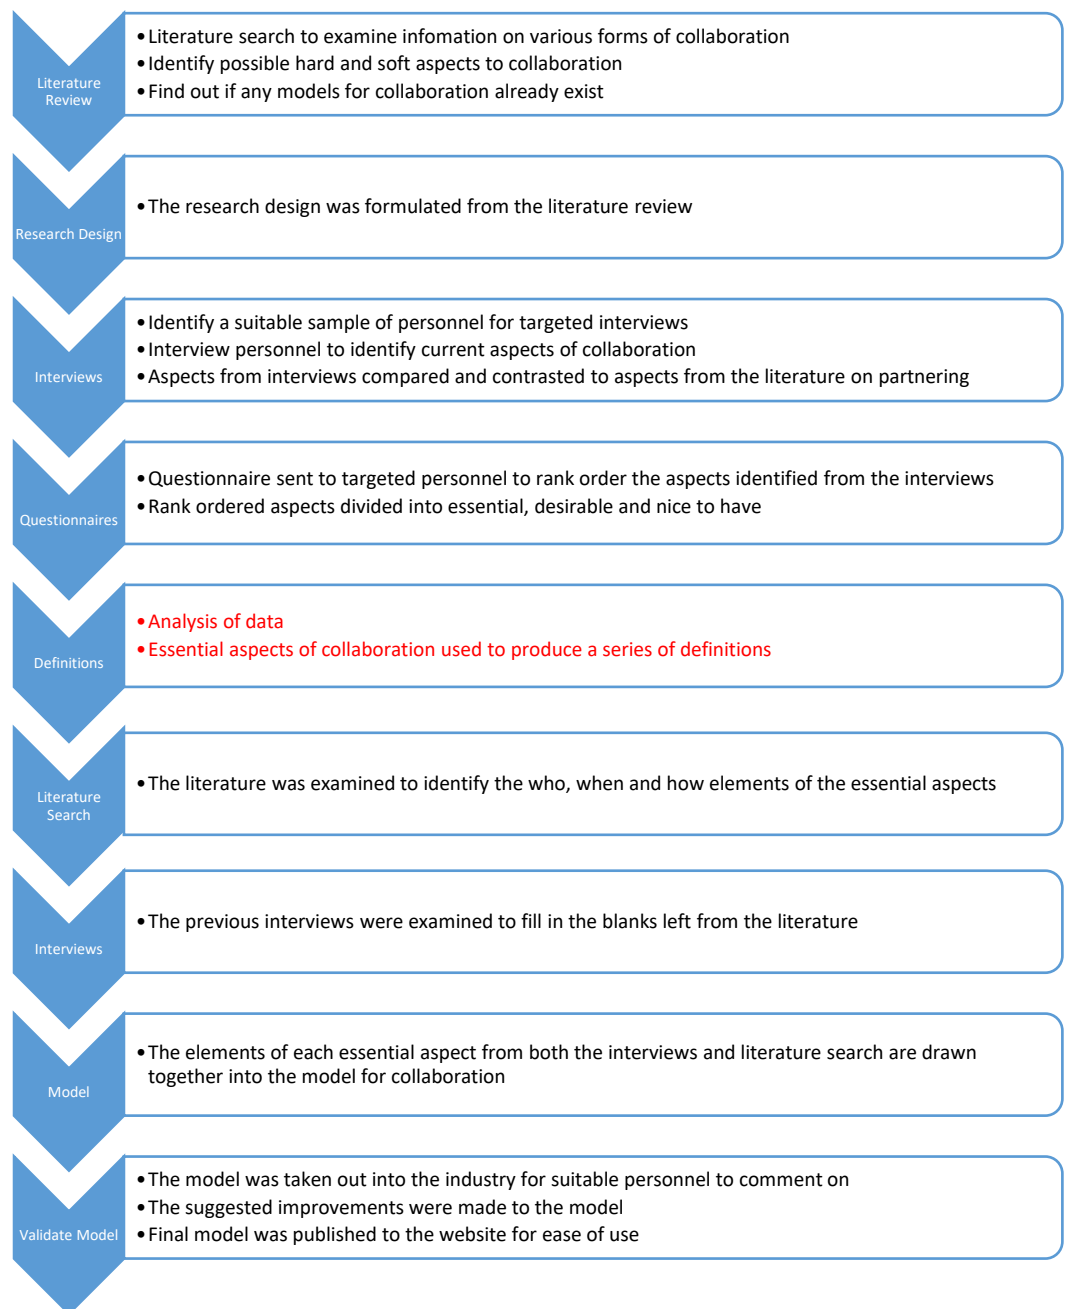 Literature
Review
•Literature search to examine infomation on various forms of collaboration
•Identify possible hard and soft aspects to collaboration
•Find out if any models for collaboration already exist
Research Design
•The research design was formulated from the literature review
Interviews
•Identify a suitable sample of personnel for targeted interviews
•Interview personnel to identify current aspects of collaboration
•Aspects from interviews compared and contrasted to aspects from the literature on partnering
Questionnaires
•Questionnaire sent to targeted personnel to rank order the aspects identified from the interviews
•Rank ordered aspects divided into essential, desirable and nice to have
Definitions
•Analysis of data
•Essential aspects of collaboration used to produce a series of definitions
Literature
Search
•The literature was examined to identify the who, when and how elements of the essential aspects
Interviews
•The previous interviews were examined to fill in the blanks left from the literature
Model
•The elements of each essential aspect from both the interviews and literature search are drawn
together into the model for collaboration
Validate Model
•The model was taken out into the industry for suitable personnel to comment on
•The suggested improvements were made to the model
•Final model was published to the website for ease of use